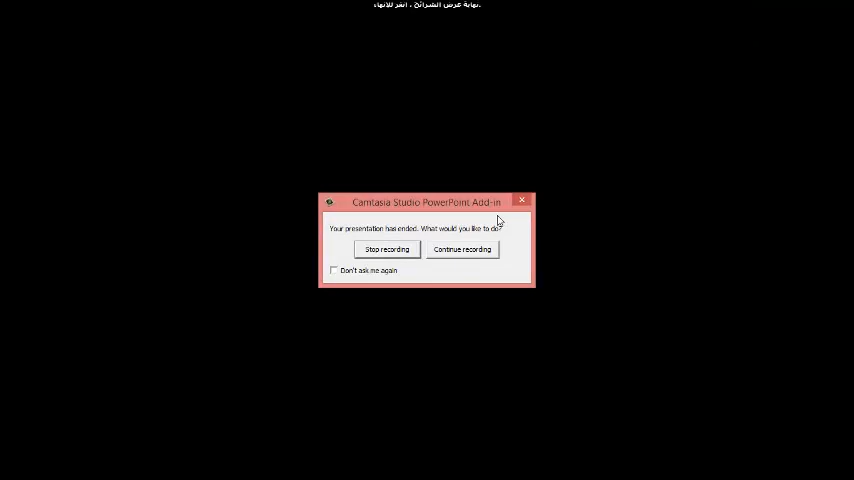 نهاية عرض الشرائح ، انقر للإنهاء.
Camtasia Studio PowerPoint Add-in
Your presentation has ended. What would you like to do?
Stop recording
Continue recording
Don't ask me again